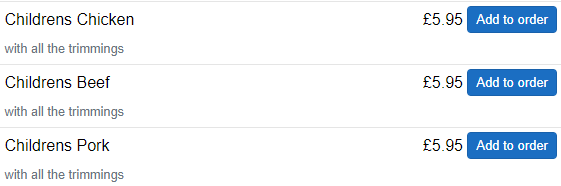 Childrens Chicken £5.95 Add to order
with all the trimmings
Childrens Beef £5.95 Add to order
with all the trimmings
Childrens Pork £5.95 Add to order
with all the trimmings